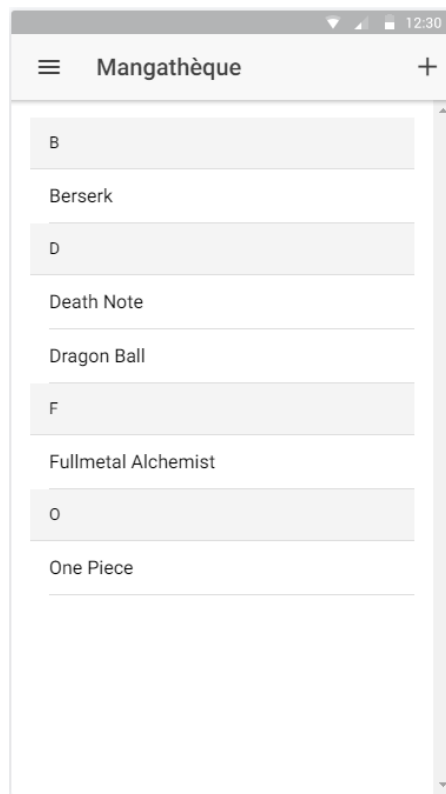 12:30
Mangathèque
B
Berserk
D
Death Note
Dragon Ball
F
Fullmetal Alchemist
O
One Piece